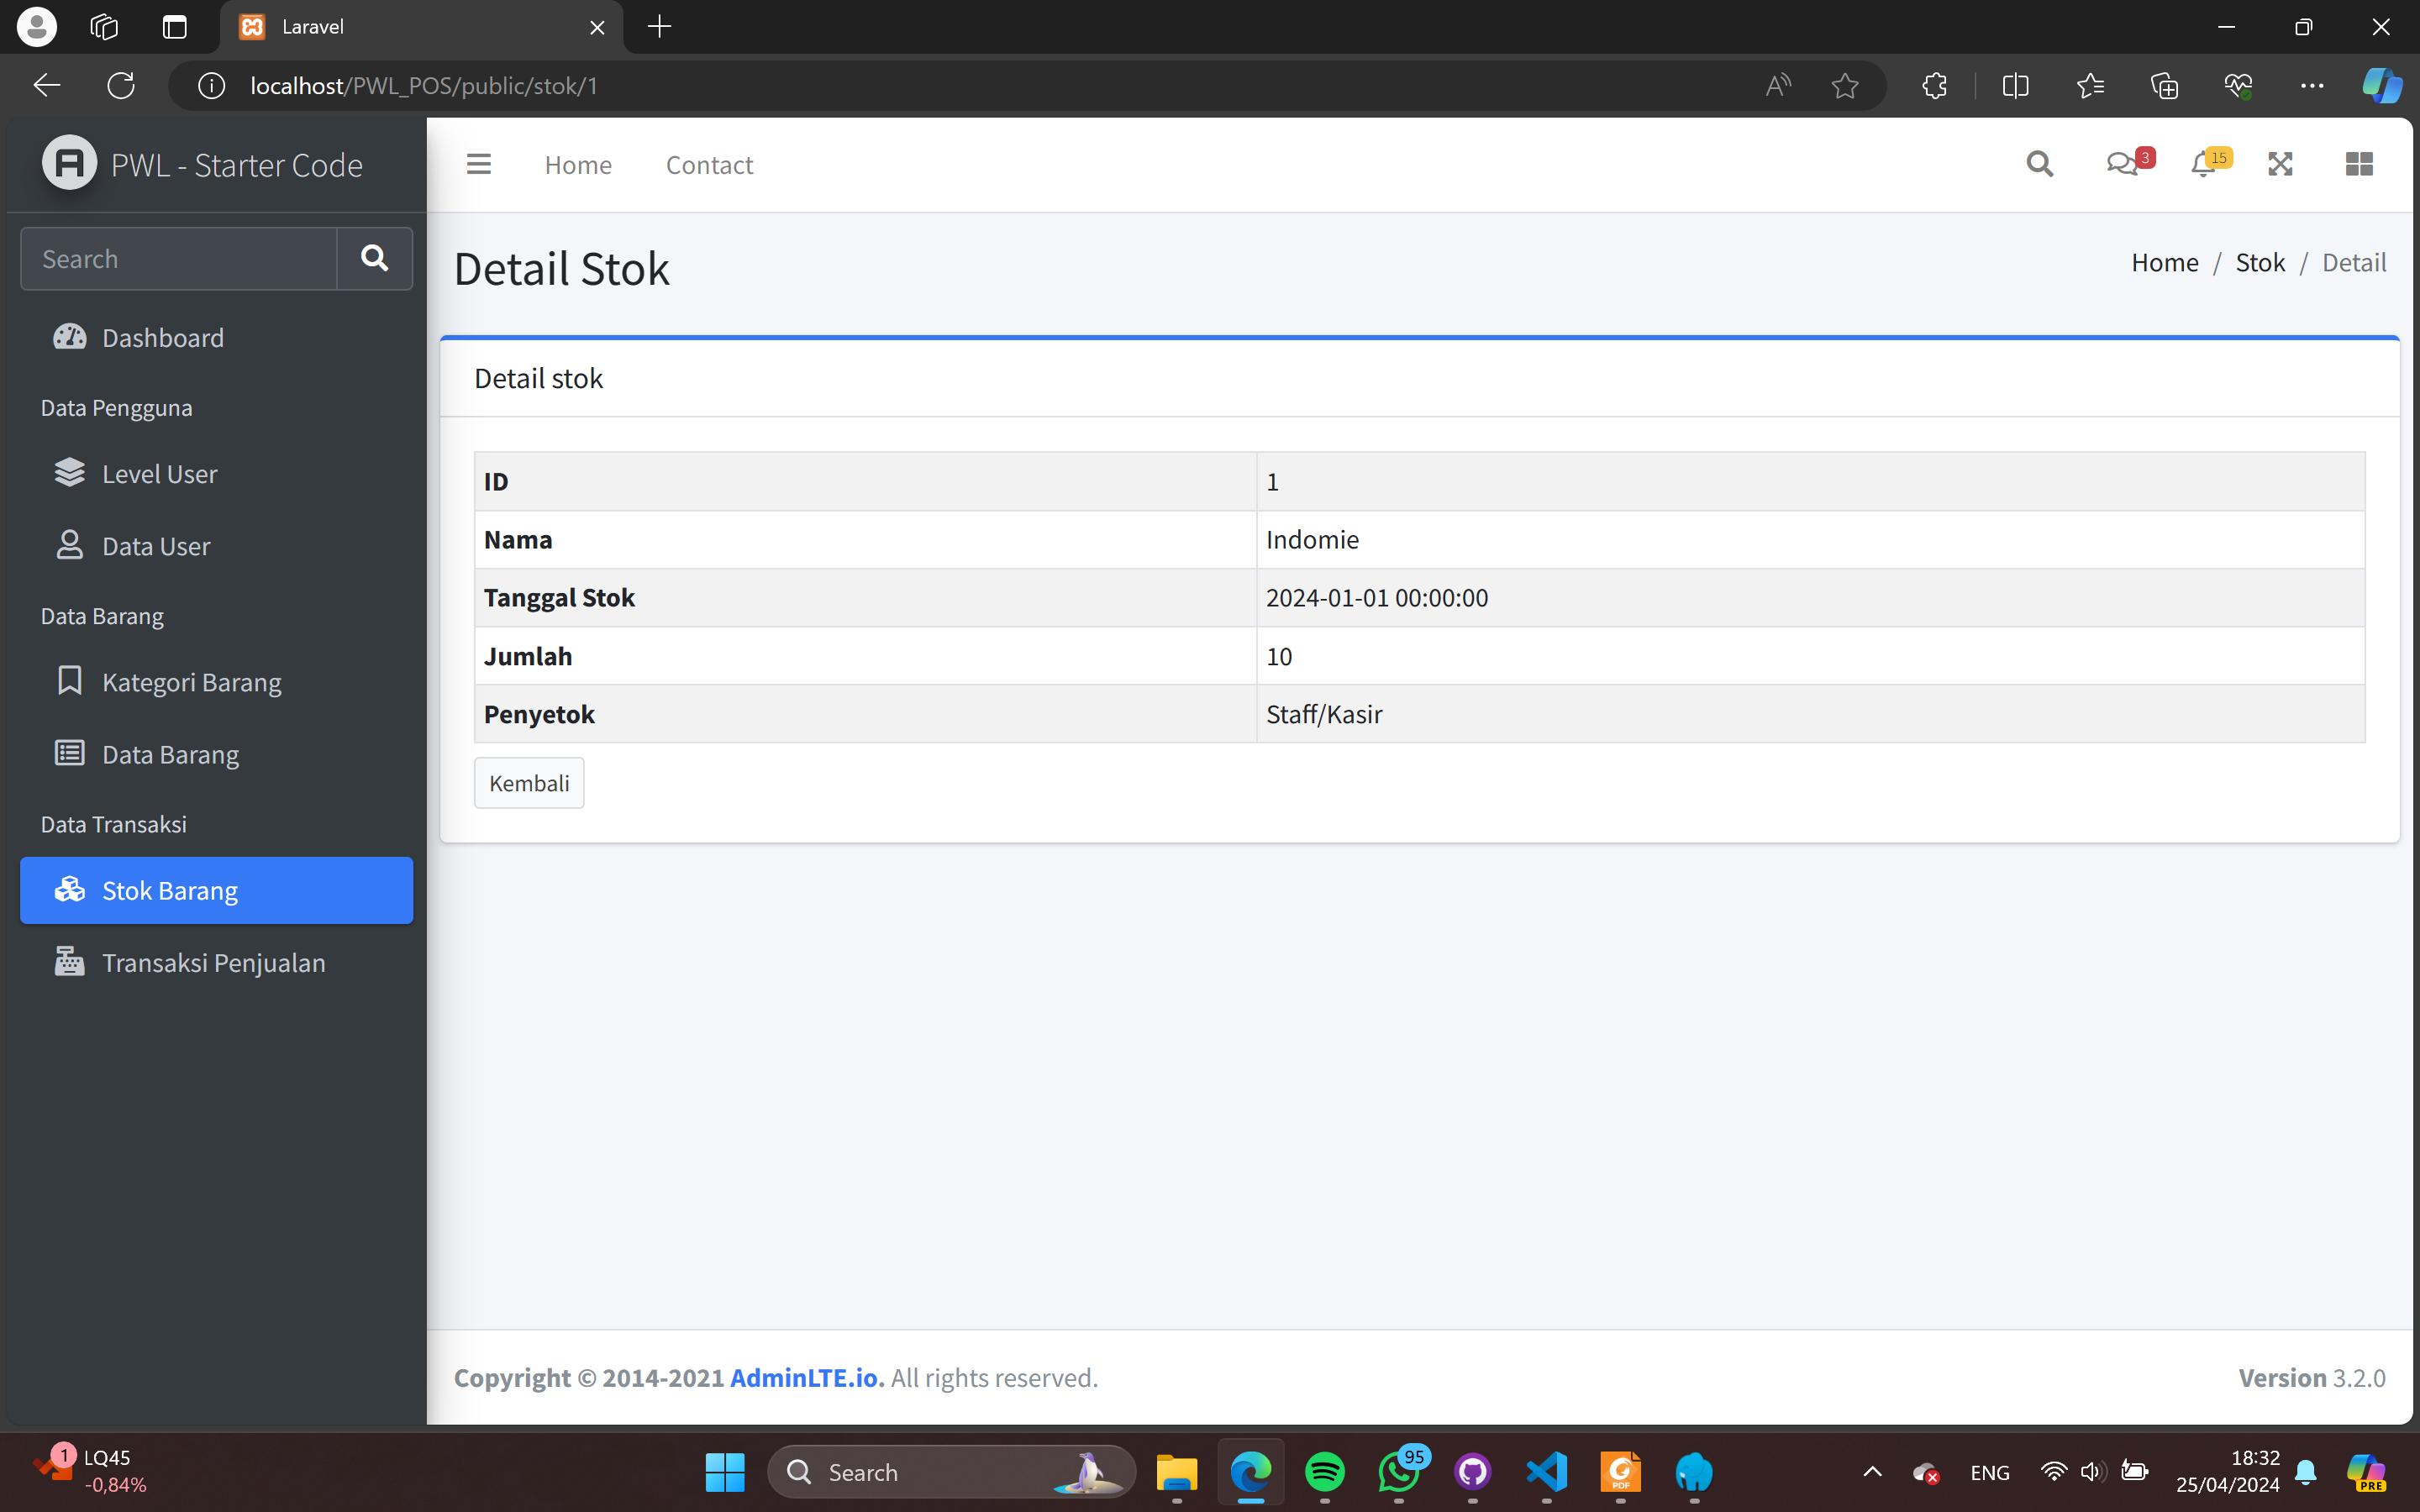 Laravel
localhost/PWL_POS/public/stok/1
PWL - Starter Code
Home
Contact
3
15
Search
Detail Stok
Home / Stok / Detail
Dashboard
Data Pengguna
Level User
Data User
Data Barang
Kategori Barang
Data Barang
Data Transaksi
Stok Barang
Transaksi Penjualan
Detail stok
ID 1
Nama Indomie
Tanggal Stok 2024-01-01 00:00:00
Jumlah 10
Penyetok Staff/Kasir
Kembali
Copyright © 2014-2021 AdminLTE.io. All rights reserved.
Version 3.2.0
1
LQ45
-0,84%
Search
95
PDF
ENG
18:32
25/04/2024
PRE